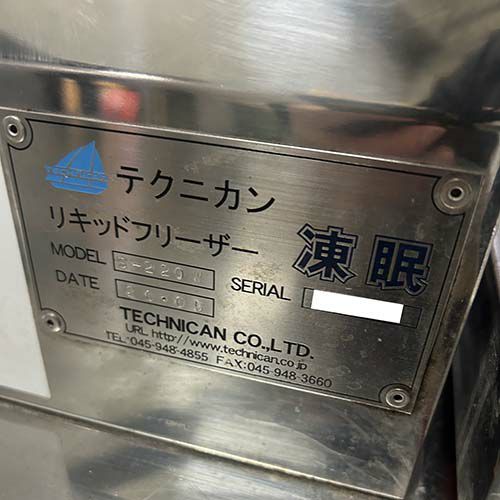 テクニカン
リキッドフリーザー 凍眠
MODEL S-220W SERIAL
DATE
TECHNICAN CO.,LTD.
URL http://www.technican.co.jp
TEL:045-948-4855 FAX:045-948-3660